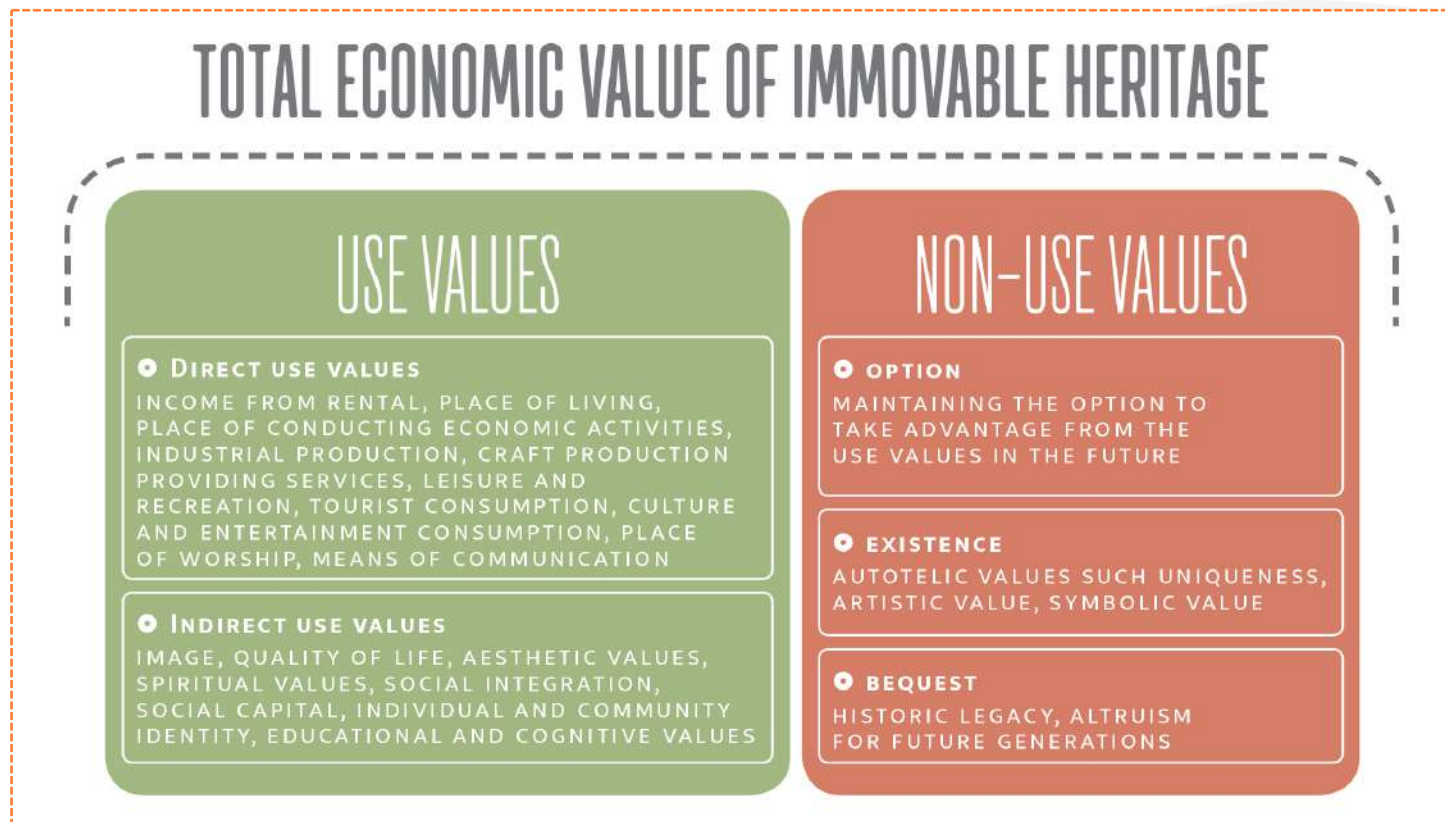 TOTAL ECONOMIC VALUE OF IMMOVABLE HERITAGE
USE VALUES
DIRECT USE VALUES
INCOME FROM RENTAL, PLACE OF LIVING,
PLACE OF CONDUCTING ECONOMIC ACTIVITIES,
INDUSTRIAL PRODUCTION, CRAFT PRODUCTION
PROVIDING SERVICES, LEISURE AND
RECREATION, TOURIST CONSUMPTION, CULTURE
AND ENTERTAINMENT CONSUMPTION, PLACE
OF WORSHIP, MEANS OF COMMUNICATION
INDIRECT USE VALUES
IMAGE, QUALITY OF LIFE, AESTHETIC VALUES,
SPIRITUAL VALUES, SOCIAL INTEGRATION,
SOCIAL CAPITAL, INDIVIDUAL AND COMMUNITY
IDENTITY, EDUCATIONAL AND COGNITIVE VALUES
NON-USE VALUES
OPTION
MAINTAINING THE OPTION TO
TAKE ADVANTAGE FROM THE
USE VALUES IN THE FUTURE
EXISTENCE
AUTOTELIC VALUES SUCH UNIQUENESS,
ARTISTIC VALUE, SYMBOLIC VALUE
BEQUEST
HISTORIC LEGACY, ALTRUISM
FOR FUTURE GENERATIONS